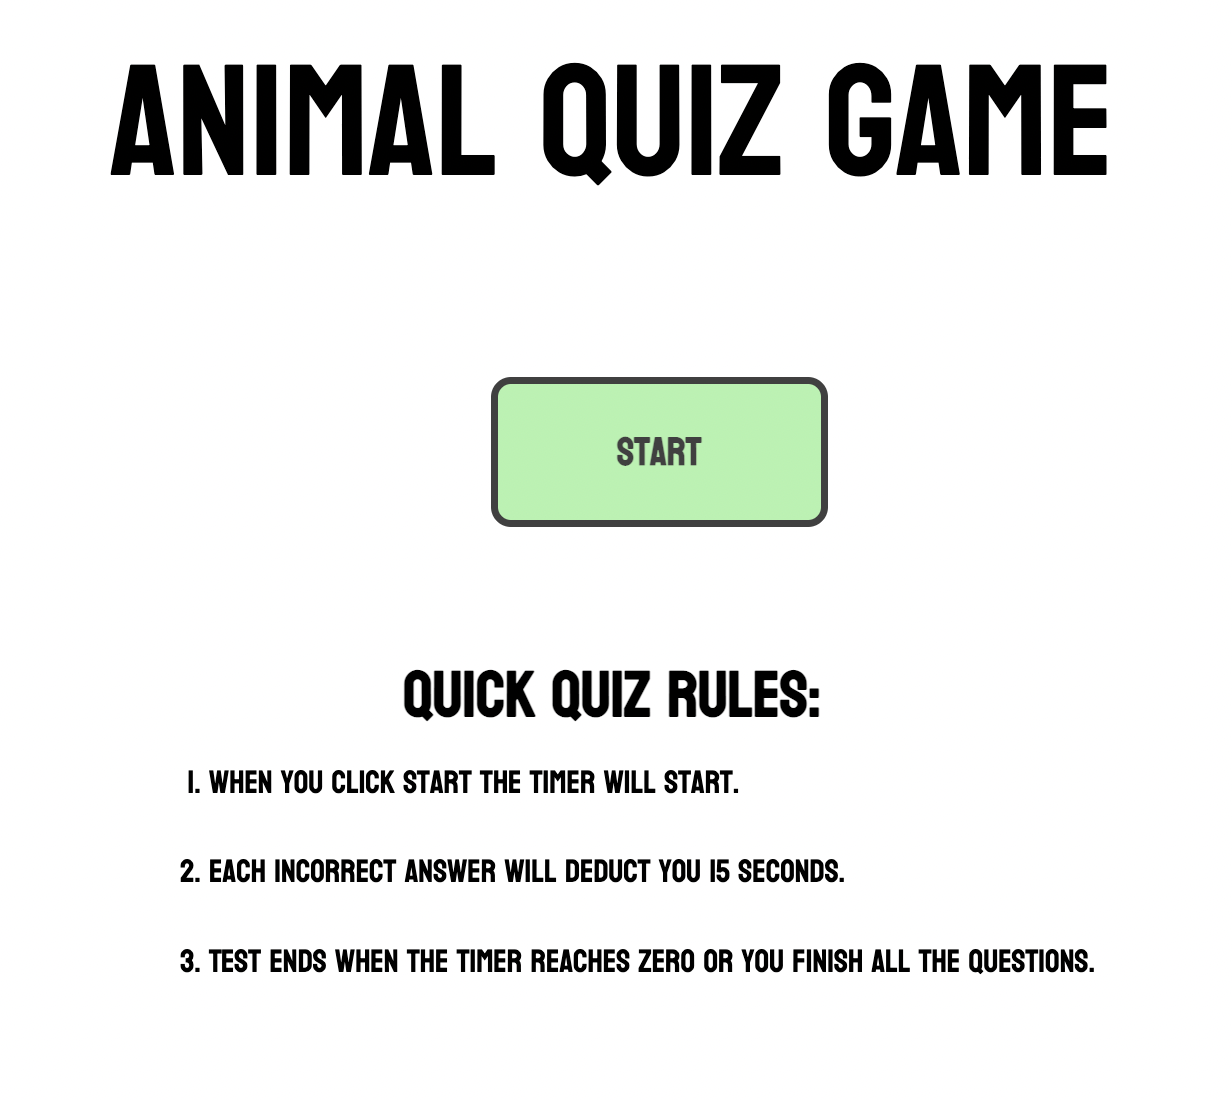 ANIMAL QUIZ GAME
START
QUICK QUIZ RULES:
1. WHEN YOU CLICK START THE TIMER WILL START.
2. EACH INCORRECT ANSWER WILL DEDUCT YOU 15 SECONDS.
3. TEST ENDS WHEN THE TIMER REACHES ZERO OR YOU FINISH ALL THE QUESTIONS.